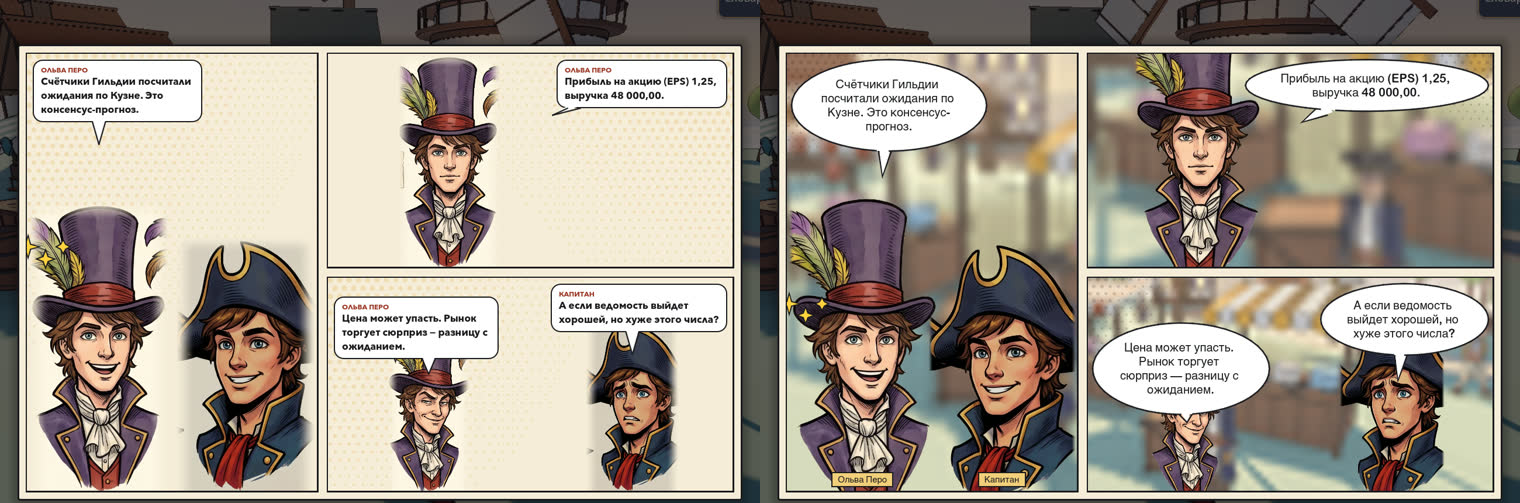 ОЛЬВА ПЕРО
Счётчики Гильдии посчитали
ожидания по Кузне. Это
консенсус-прогноз.
ОЛЬВА ПЕРО
Прибыль на акцию (EPS) 1,25,
выручка 48 000,00.
КАПИТАН
А если ведомость выйдет
хорошей, но хуже этого числа?
ОЛЬВА ПЕРО
Цена может упасть. Рынок
торгует сюрприз – разницу с
ожиданием.
Счётчики Гильдии
посчитали ожидания по
Кузне. Это консенсус-
прогноз.
Ольва Перо
Капитан
Прибыль на акцию (EPS) 1,25,
выручка 48 000,00.
А если ведомость
выйдет хорошей, но
хуже этого числа?
Цена может упасть.
Рынок торгует
сюрприз — разницу с
ожиданием.